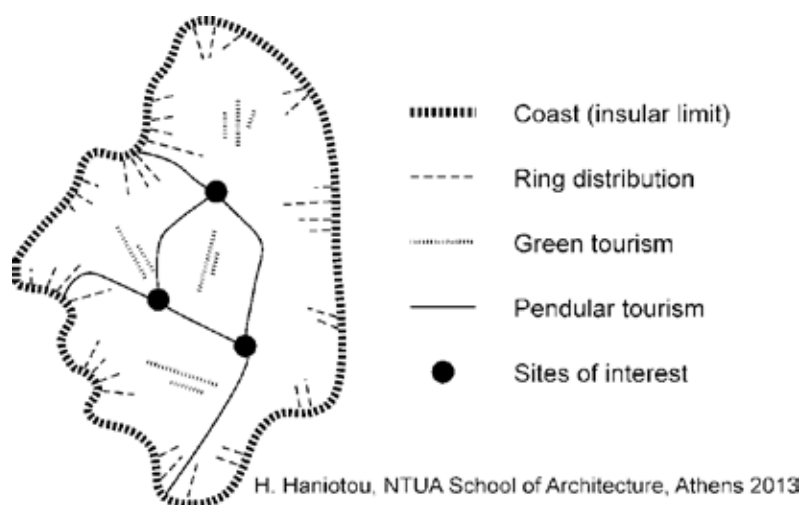 Coast (insular limit)
Ring distribution
Green tourism
Pendular tourism
Sites of interest
H. Haniotou, NTUA School of Architecture, Athens 2013